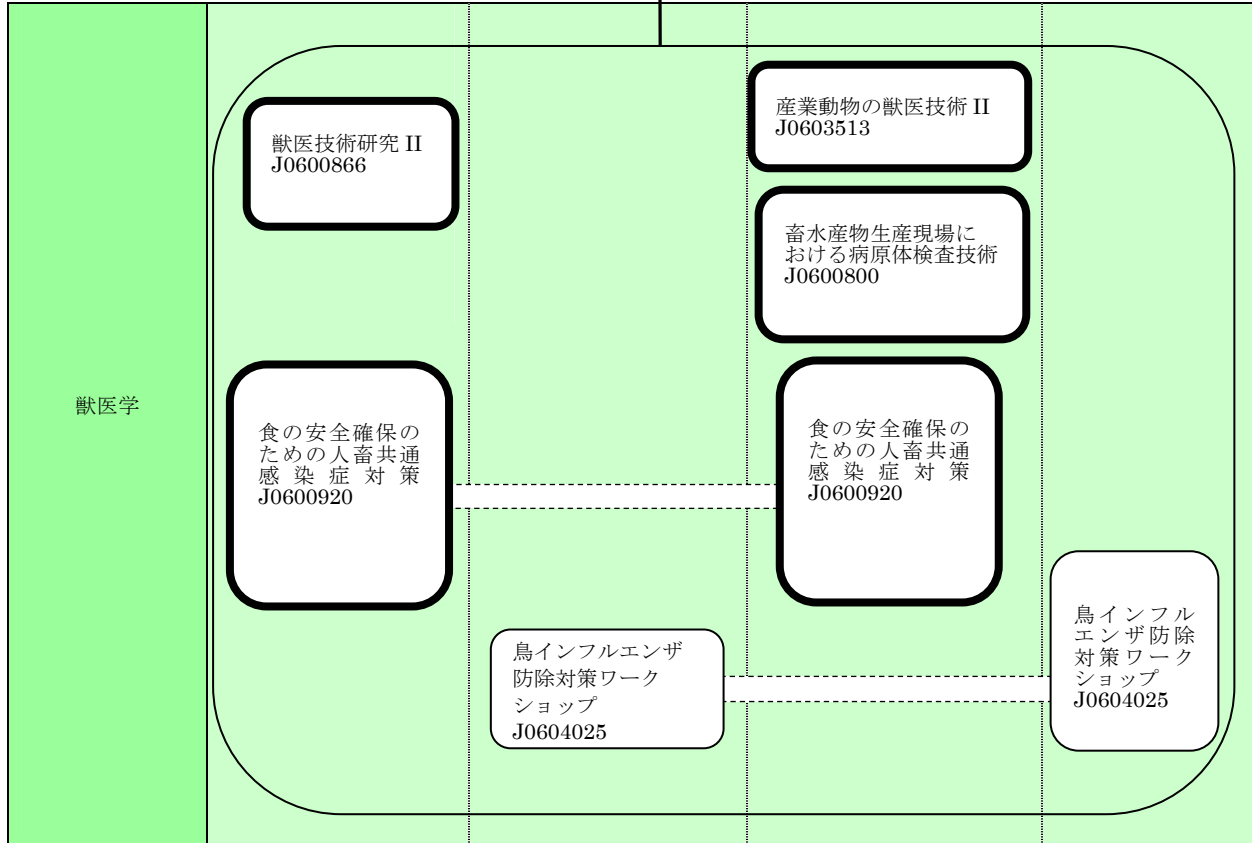 獣医学
獣医技術研究 II
J0600866
産業動物の獣医技術 II
J0603513
畜水産物生産現場に
おける病原体検査技術
J0600800
食の安全確保の
ための人畜共通
感染症対策
J0600920
食の安全確保の
ための人畜共通
感染症対策
J0600920
鳥インフルエンザ
防除対策ワーク
ショップ
J0604025
鳥インフル
エンザ防除
対策ワーク
ショップ
J0604025